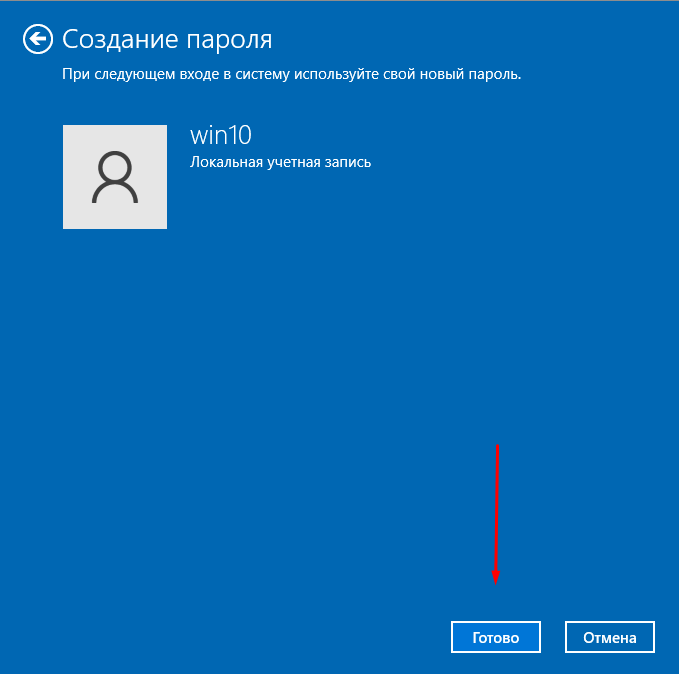 Создание пароля
При следующем входе в систему используйте свой новый пароль.
win10
Локальная учетная запись
Готово
Отмена